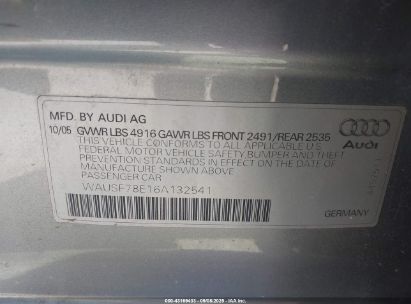 MFD. BY AUDI AG
10/05 GVWR LBS 4916 GAWR LBS FRONT 2491/REAR 2535
THIS VEHICLE CONFORMS TO ALL APPLICABLE U.S.
FEDERAL MOTOR VEHICLE SAFETY, BUMPER AND THEFT
PREVENTION STANDARDS IN EFFECT ON THE DATE OF
MANUFACTURE SHOWN ABOVE
PASSENGER CAR
WAUSF78E16A132541
Audi
GERMANY